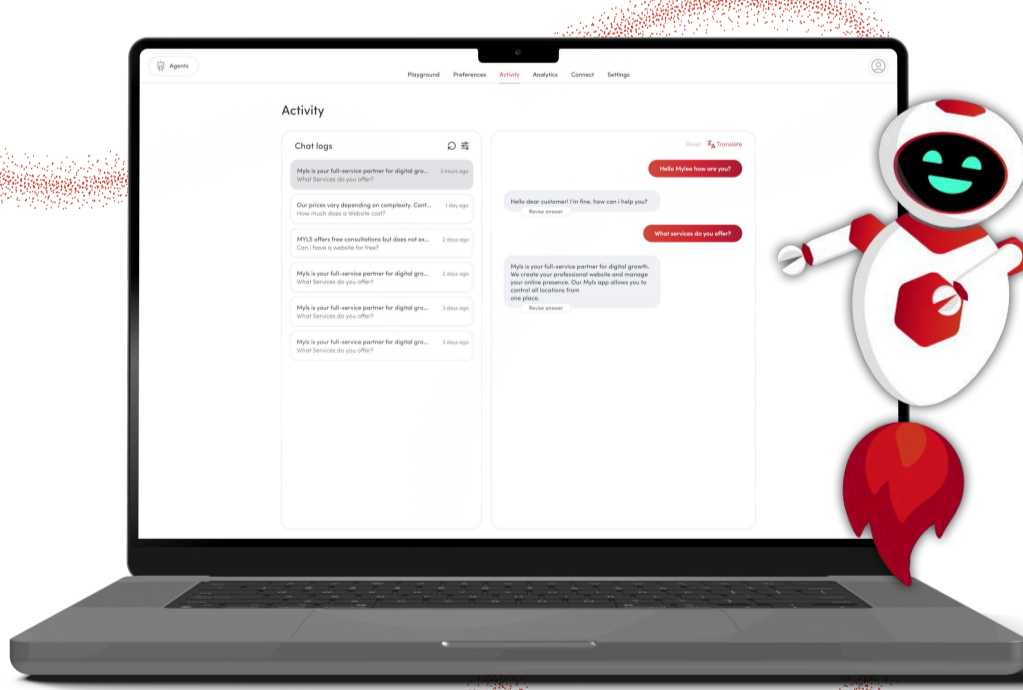 Agents
Playground Preferences Activity Analytics Connect Settings
Activity
Chat logs
Myls is your full-service partner for digital gro... 3 hours ago
What Services do you offer?
Our prices vary depending on complexity. Cont... 1 day ago
How much does a Website cost?
MYLS offers free consultations but does not ex... 2 days ago
Can i have a website for free?
Myls is your full-service partner for digital gro... 2 days ago
What Services do you offer?
Myls is your full-service partner for digital gro... 3 days ago
What Services do you offer?
Myls is your full-service partner for digital gro... 3 days ago
What Services do you offer?
Reset Translate
Hello Mylee how are you?
Hello dear customer! I'm fine, how can i help you?
Revise answer
What services do you offer?
Myls is your full-service partner for digital growth.
We create your professional website and manage
your online presence. Our Myls app allows you to
control all locations from
one place.
Revise answer